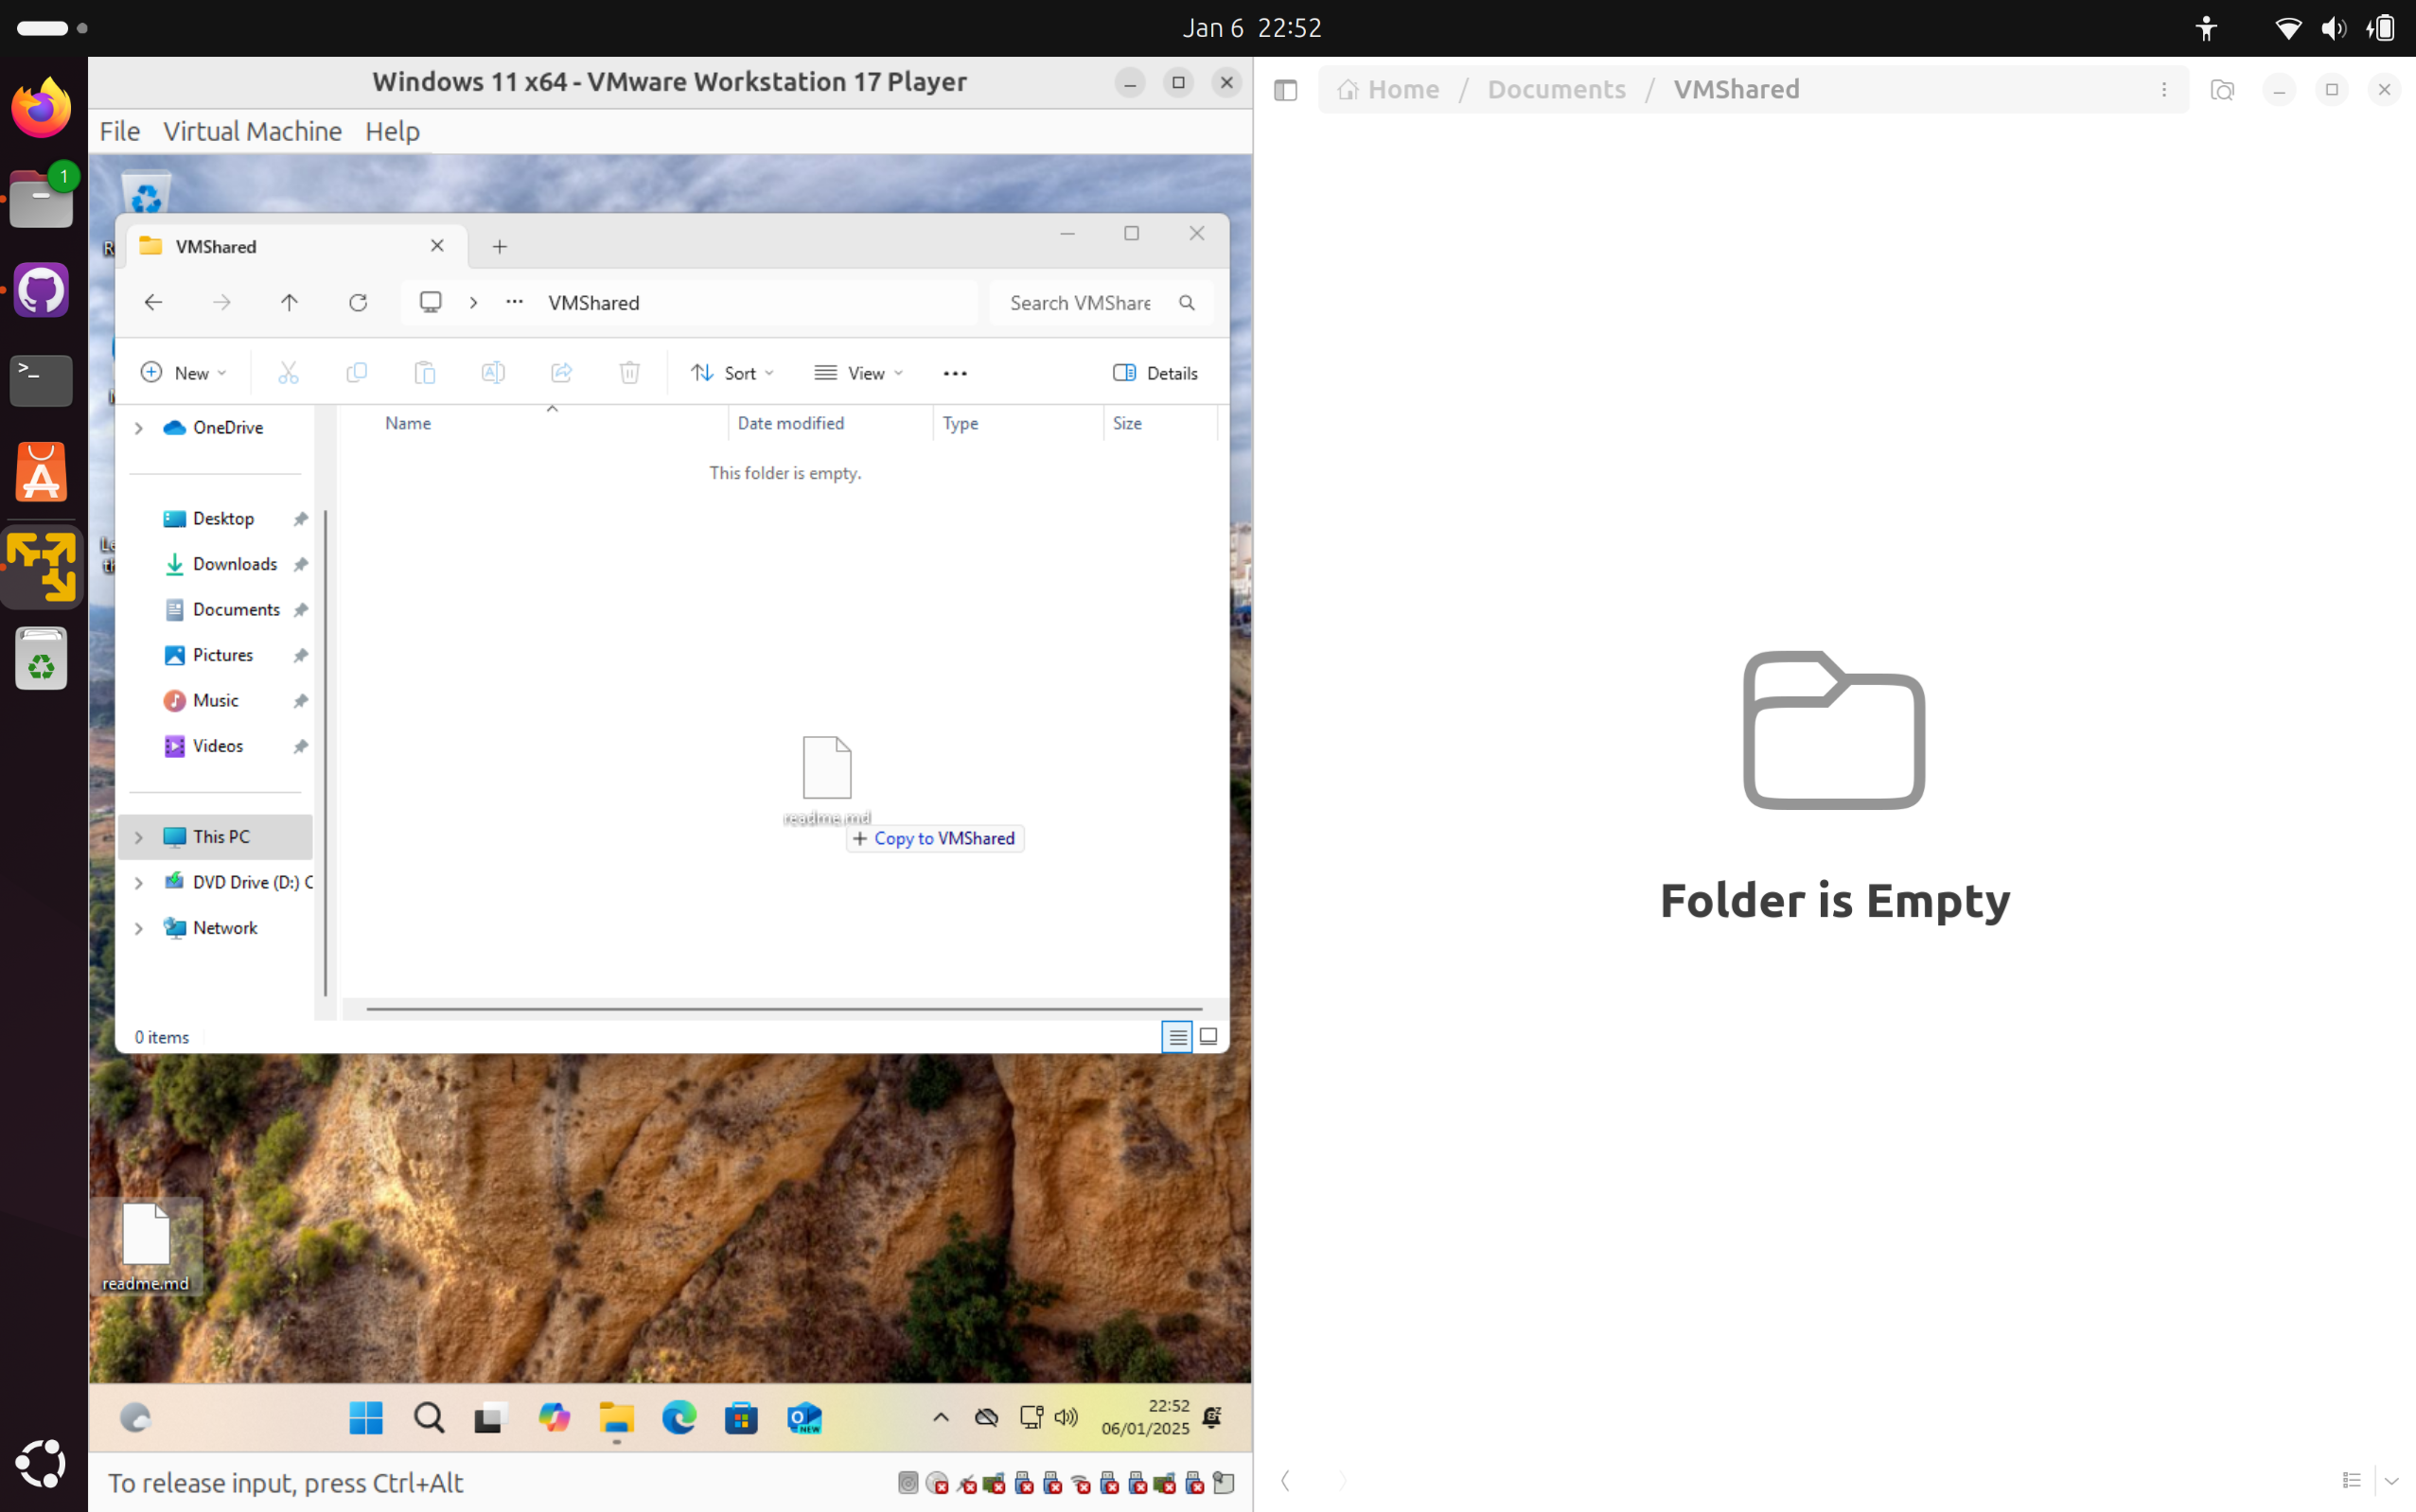 Jan 6 22:52
1
Windows 11 x64 - VMware Workstation 17 Player
Home / Documents / VMShared
File Virtual Machine Help
VMShared
VMShared
Search VMShare
New
Sort
View
Details
OneDrive
Name
Date modified
Type
Size
This folder is empty.
Desktop
Downloads
Documents
Pictures
Music
Videos
readme.md
+ Copy to VMShared
This PC
DVD Drive (D:) C
Network
0 items
Folder is Empty
readme.md
NEW
22:52
06/01/2025
To release input, press Ctrl+Alt